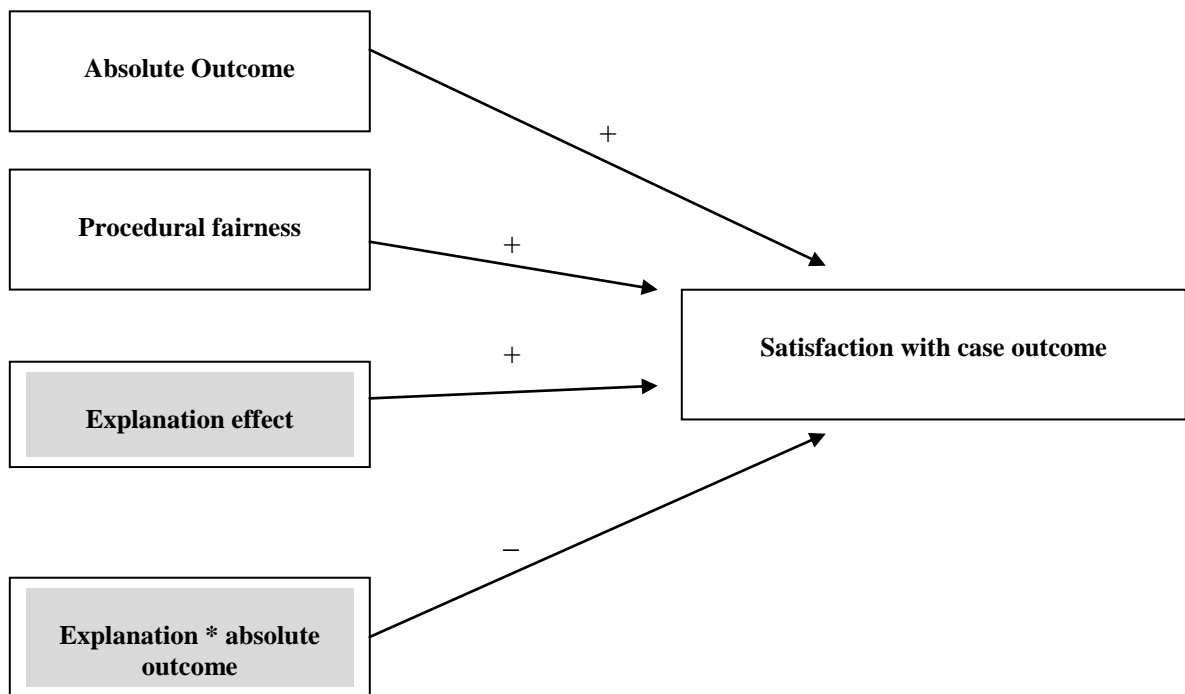 Absolute Outcome
+
Procedural fairness
+
Satisfaction with case outcome
+
Explanation effect
–
Explanation * absolute
outcome